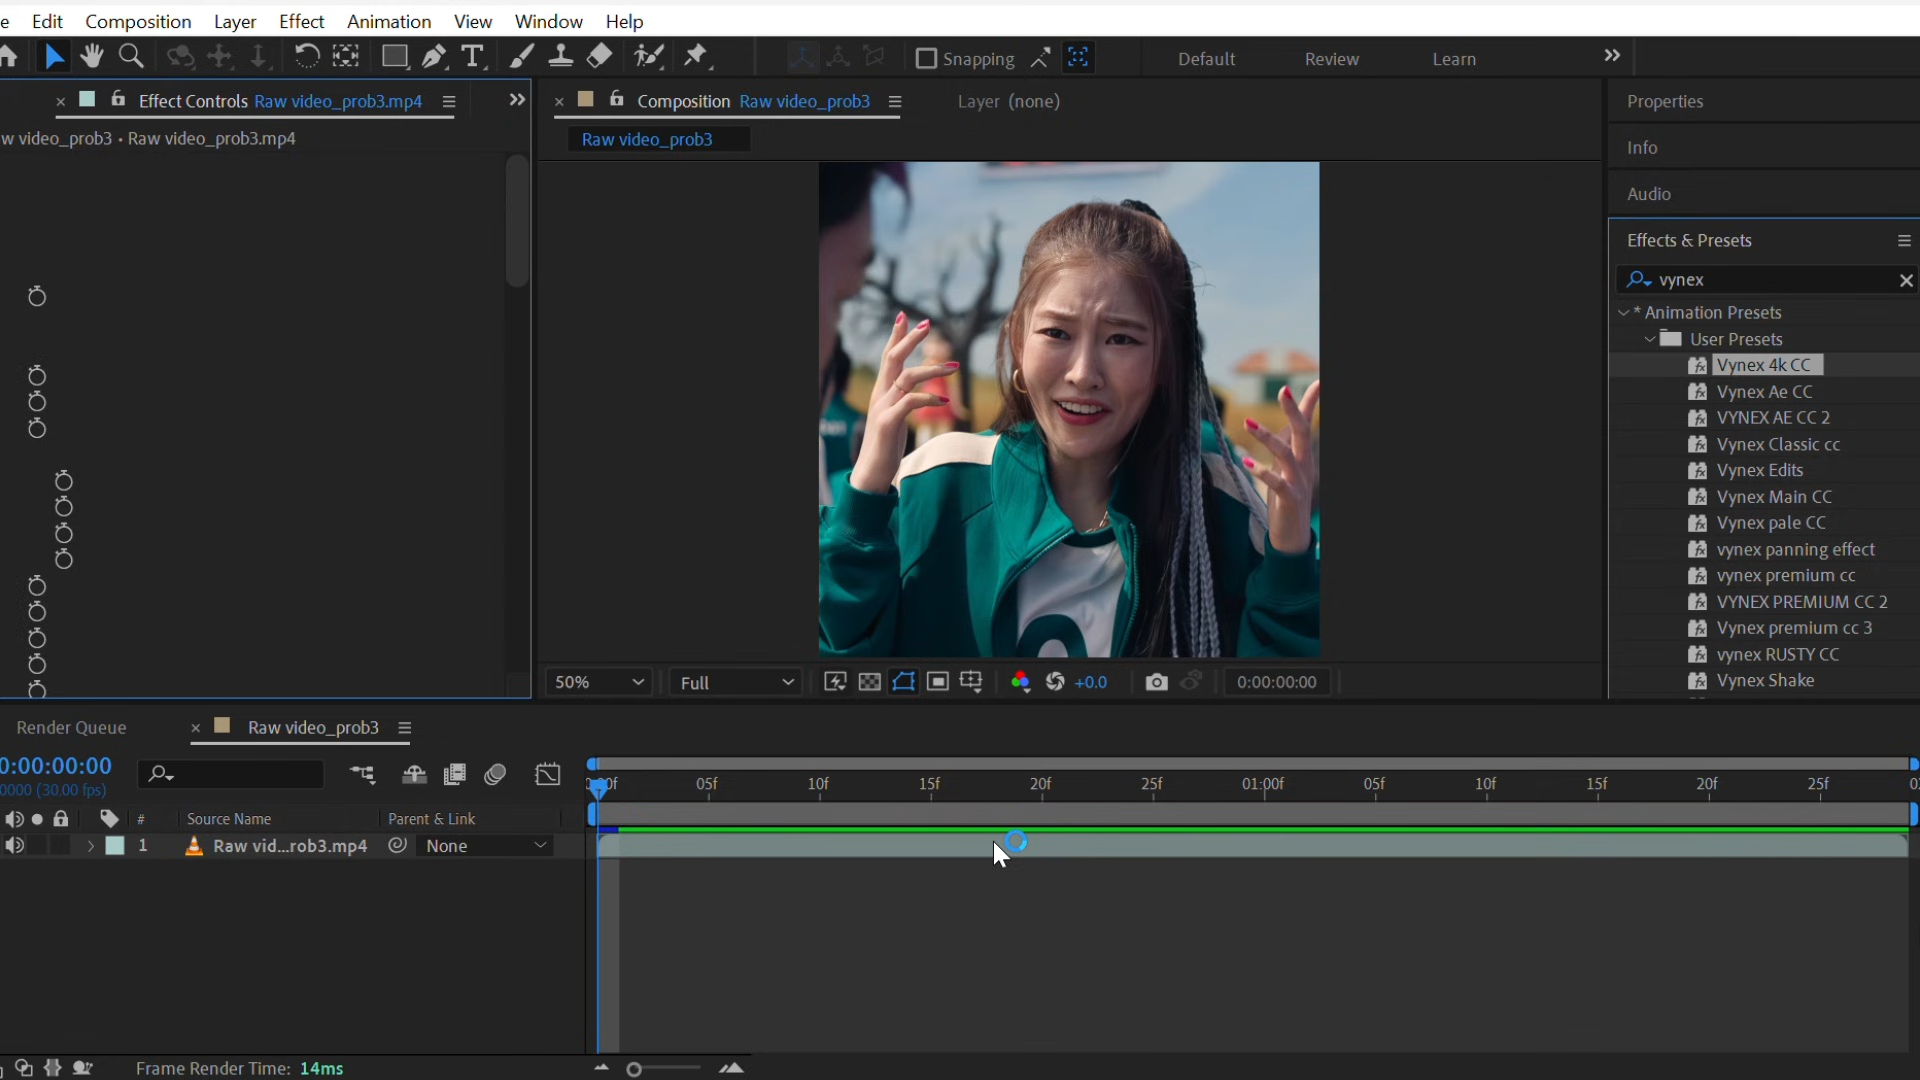 e Edit Composition Layer Effect Animation View Window Help
Snapping Default Review Learn
Effect Controls Raw video_prob3.mp4
w video_prob3 • Raw video_prob3.mp4
Composition Raw video_prob3
Layer (none)
Raw video_prob3
50% Full +0.0 0:00:00:00
Properties
Info
Audio
Effects & Presets
vynex
* Animation Presets
User Presets
Vynex 4k CC
Vynex Ae CC
VYNEX AE CC 2
Vynex Classic cc
Vynex Edits
Vynex Main CC
Vynex pale CC
vynex panning effect
vynex premium cc
VYNEX PREMIUM CC 2
Vynex premium cc 3
vynex RUSTY CC
Vynex Shake
Render Queue
Raw video_prob3
0:00:00:00
0000 (30.00 fps)
05f 10f 15f 20f 25f 01:00f 05f 10f 15f 20f 25f
# Source Name Parent & Link
1 Raw vid...rob3.mp4 None
Frame Render Time: 14ms